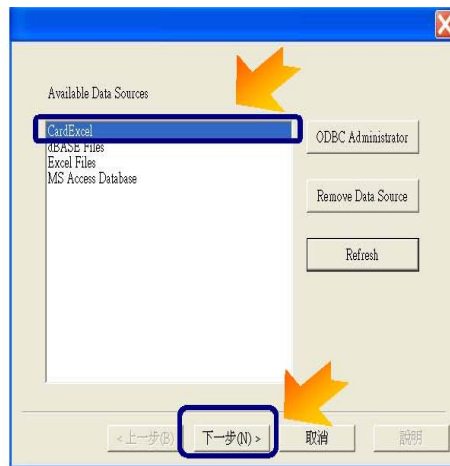 Available Data Sources
CardExcel
dBASE Files
Excel Files
MS Access Database
ODBC Administrator
Remove Data Source
Refresh
<上一步(B)
下一步(N) >
取消
說明